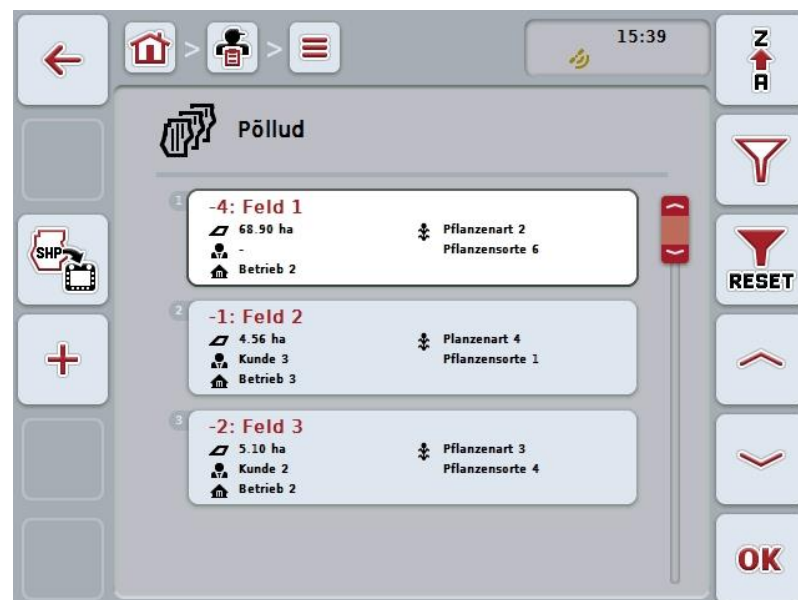 15:39
Z
A
Põllud
1
-4: Feld 1
68.90 ha
Pflanzenart 2
-
Pflanzensorte 6
Betrieb 2
SHP
RESET
2
-1: Feld 2
4.56 ha
Planzenart 4
Kunde 3
Pflanzensorte 1
Betrieb 3
3
-2: Feld 3
5.10 ha
Pflanzenart 3
Kunde 2
Pflanzensorte 4
Betrieb 2
OK